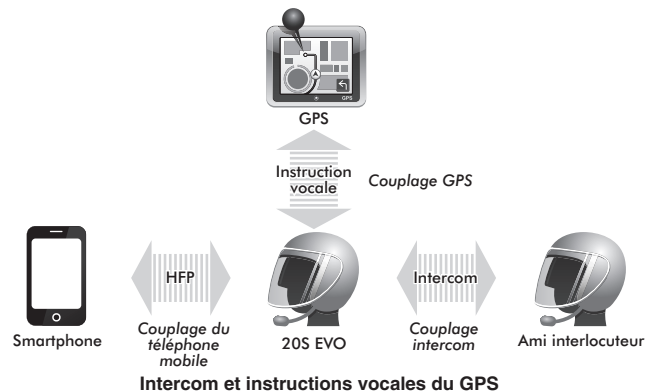 GPS
GPS
Instruction
vocale
Couplage GPS
HFP
Intercom
Smartphone
Couplage du
téléphone
mobile
20S EVO
Couplage
intercom
Ami interlocuteur
Intercom et instructions vocales du GPS